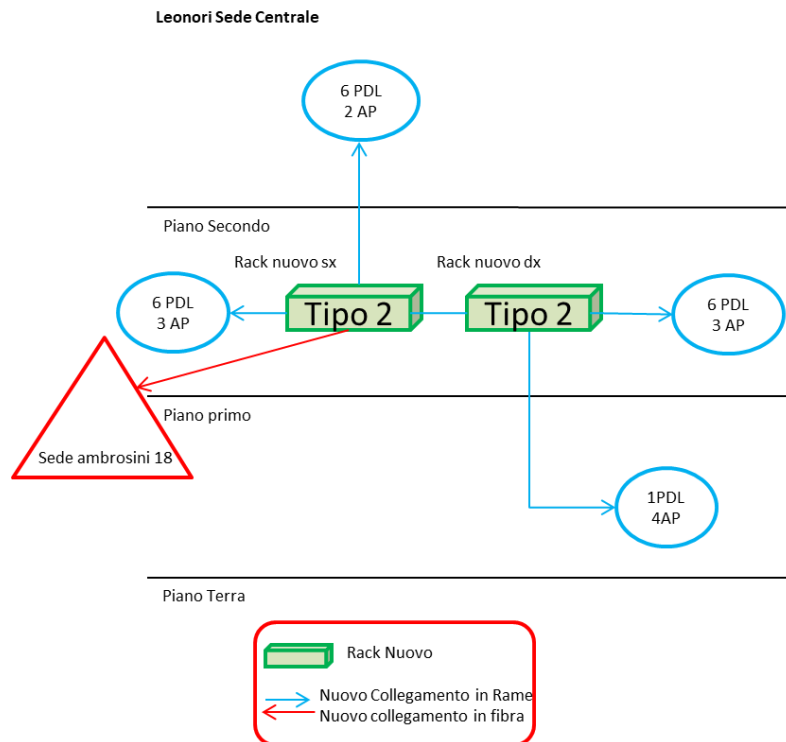 Leonori Sede Centrale
6 PDL
2 AP
Piano Secondo
Rack nuovo sx
Rack nuovo dx
6 PDL
3 AP
Tipo 2
Tipo 2
6 PDL
3 AP
Piano primo
Sede ambrosini 18
1PDL
4AP
Piano Terra
Rack Nuovo
Nuovo Collegamento in Rame
Nuovo collegamento in fibra